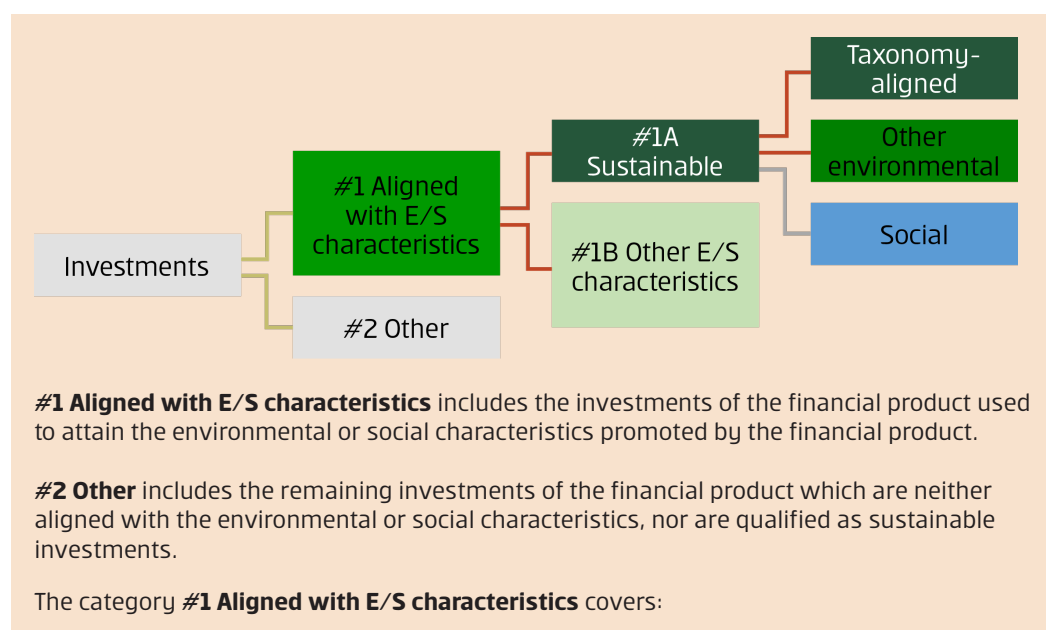 Taxonomy-
aligned
#1A
Sustainable
Other
environmental
#1 Aligned
with E/S
characteristics
Social
#1B Other E/S
characteristics
Investments
#2 Other
#1 Aligned with E/S characteristics includes the investments of the financial product used
to attain the environmental or social characteristics promoted by the financial product.
#2 Other includes the remaining investments of the financial product which are neither
aligned with the environmental or social characteristics, nor are qualified as sustainable
investments.
The category #1 Aligned with E/S characteristics covers: